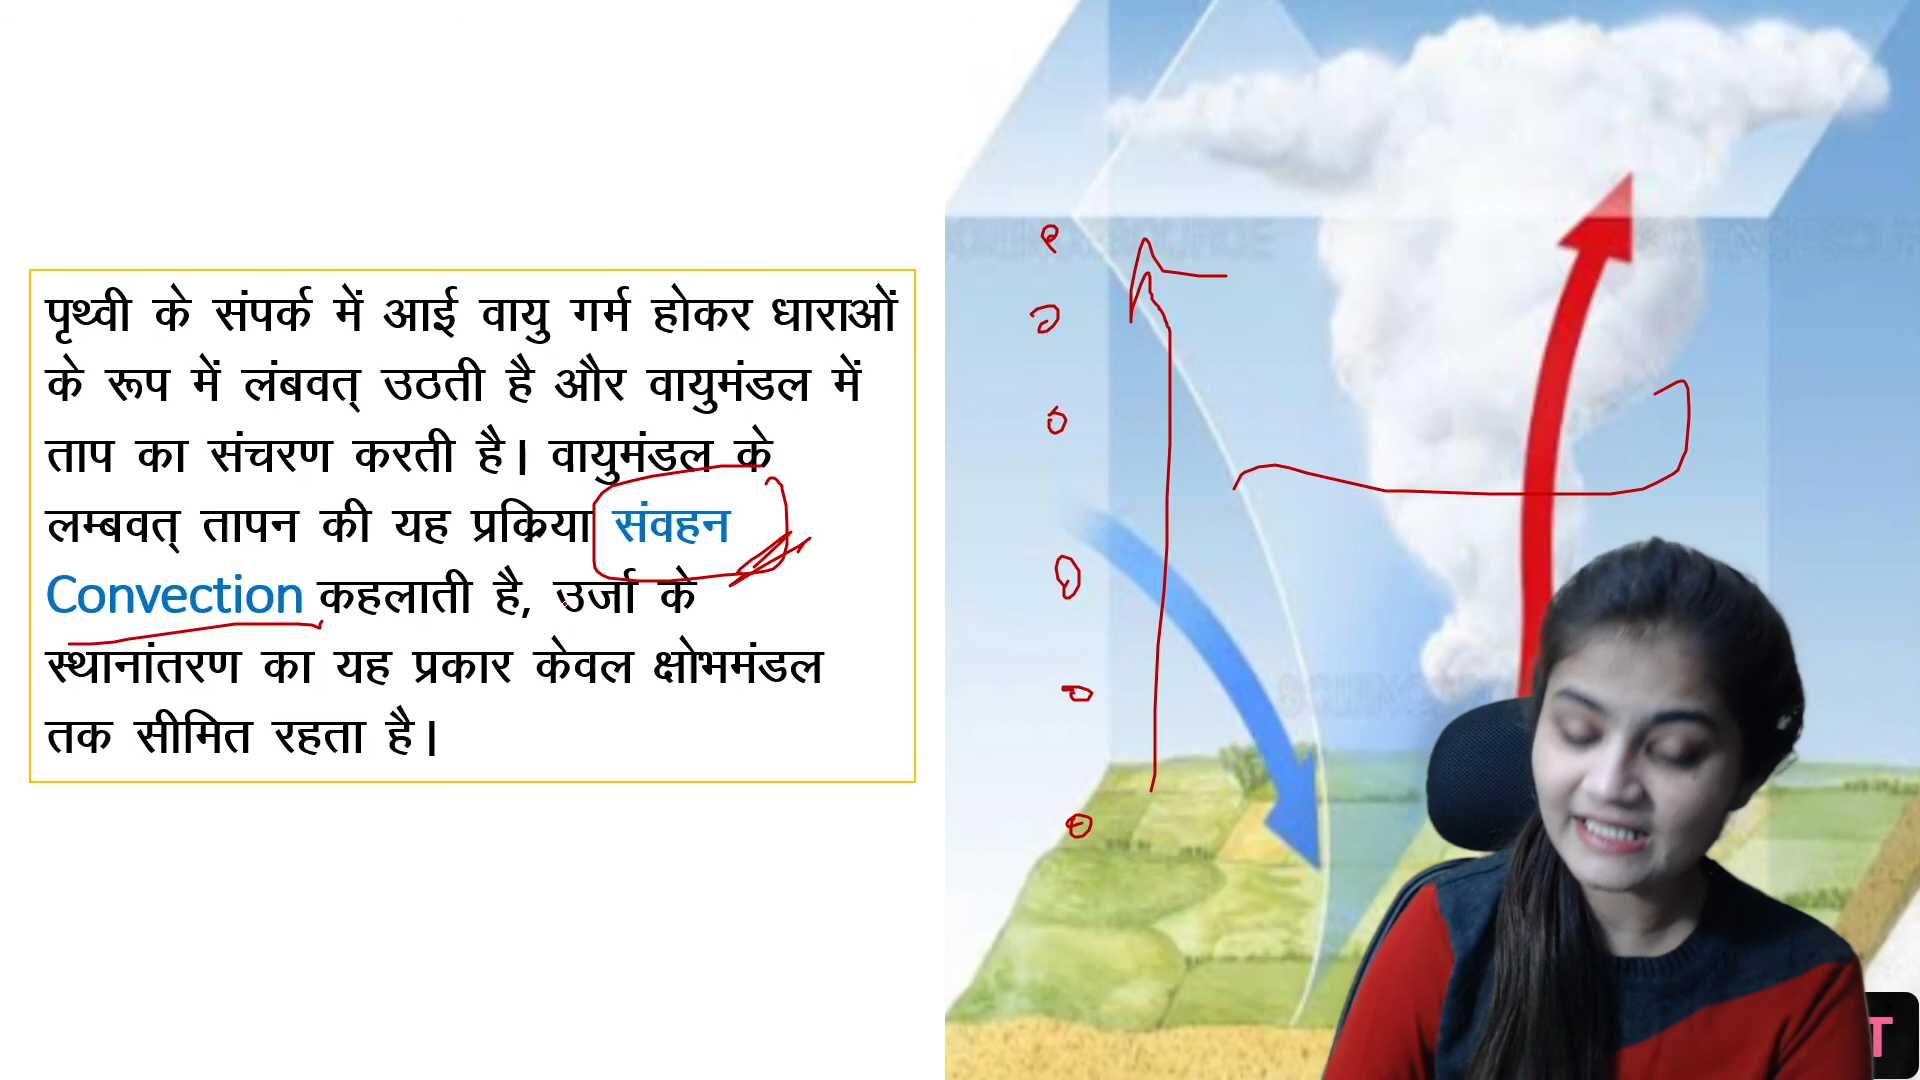 पृथ्वी के संपर्क में आई वायु गर्म होकर धाराओं
के रूप में लंबवत् उठती है और वायुमंडल में
ताप का संचरण करती है। वायुमंडल के
लम्बवत् तापन की यह प्रक्रिया संवहन
Convection कहलाती है, उर्जा के
स्थानांतरण का यह प्रकार केवल क्षोभमंडल
तक सीमित रहता है।
T